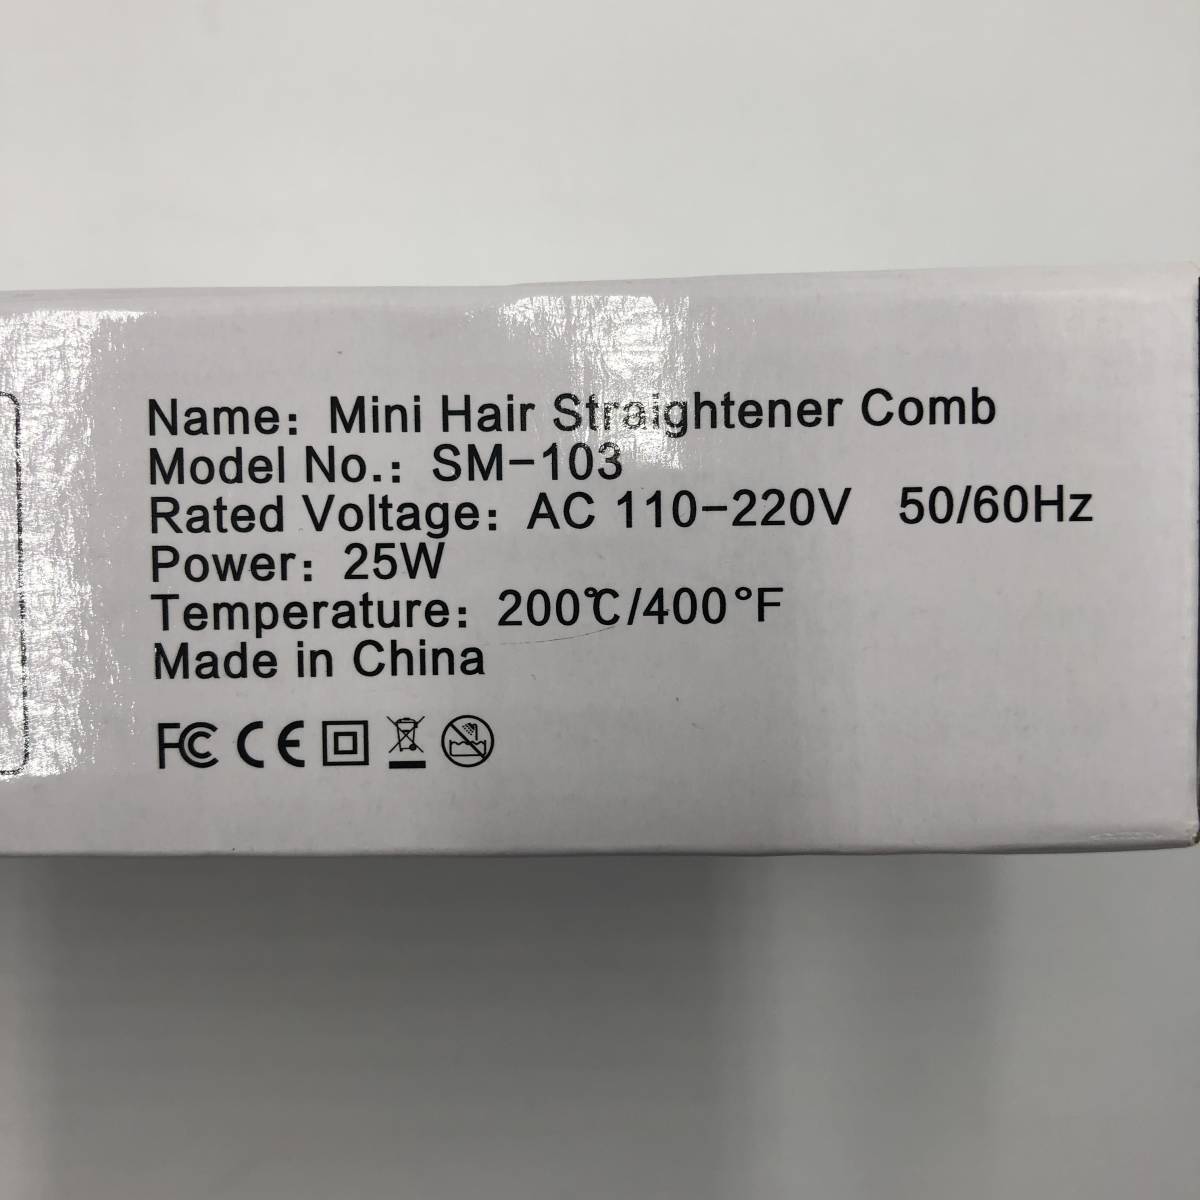 Name: Mini Hair Straightener Comb
Model No.: SM-103
Rated Voltage: AC 110-220V 50/60Hz
Power: 25W
Temperature: 200℃/400°F
Made in China
FC CE